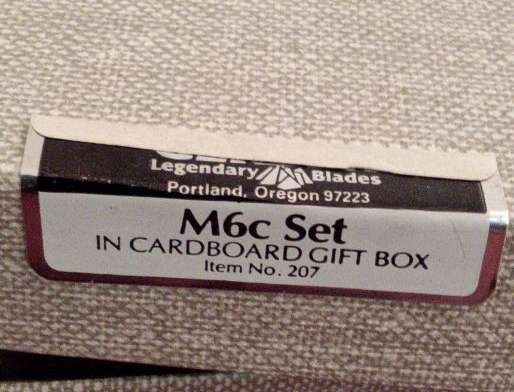 Legendary Blades
Portland, Oregon 97223
M6c Set
IN CARDBOARD GIFT BOX
Item No. 207